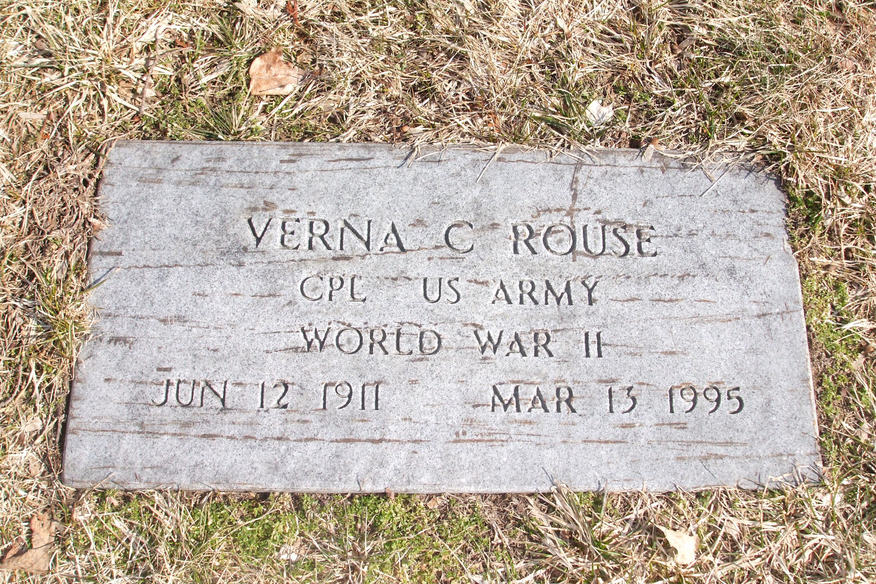 VERNA C ROUSE
CPL US ARMY
WORLD WAR II
JUN 12 1911 MAR 13 1995